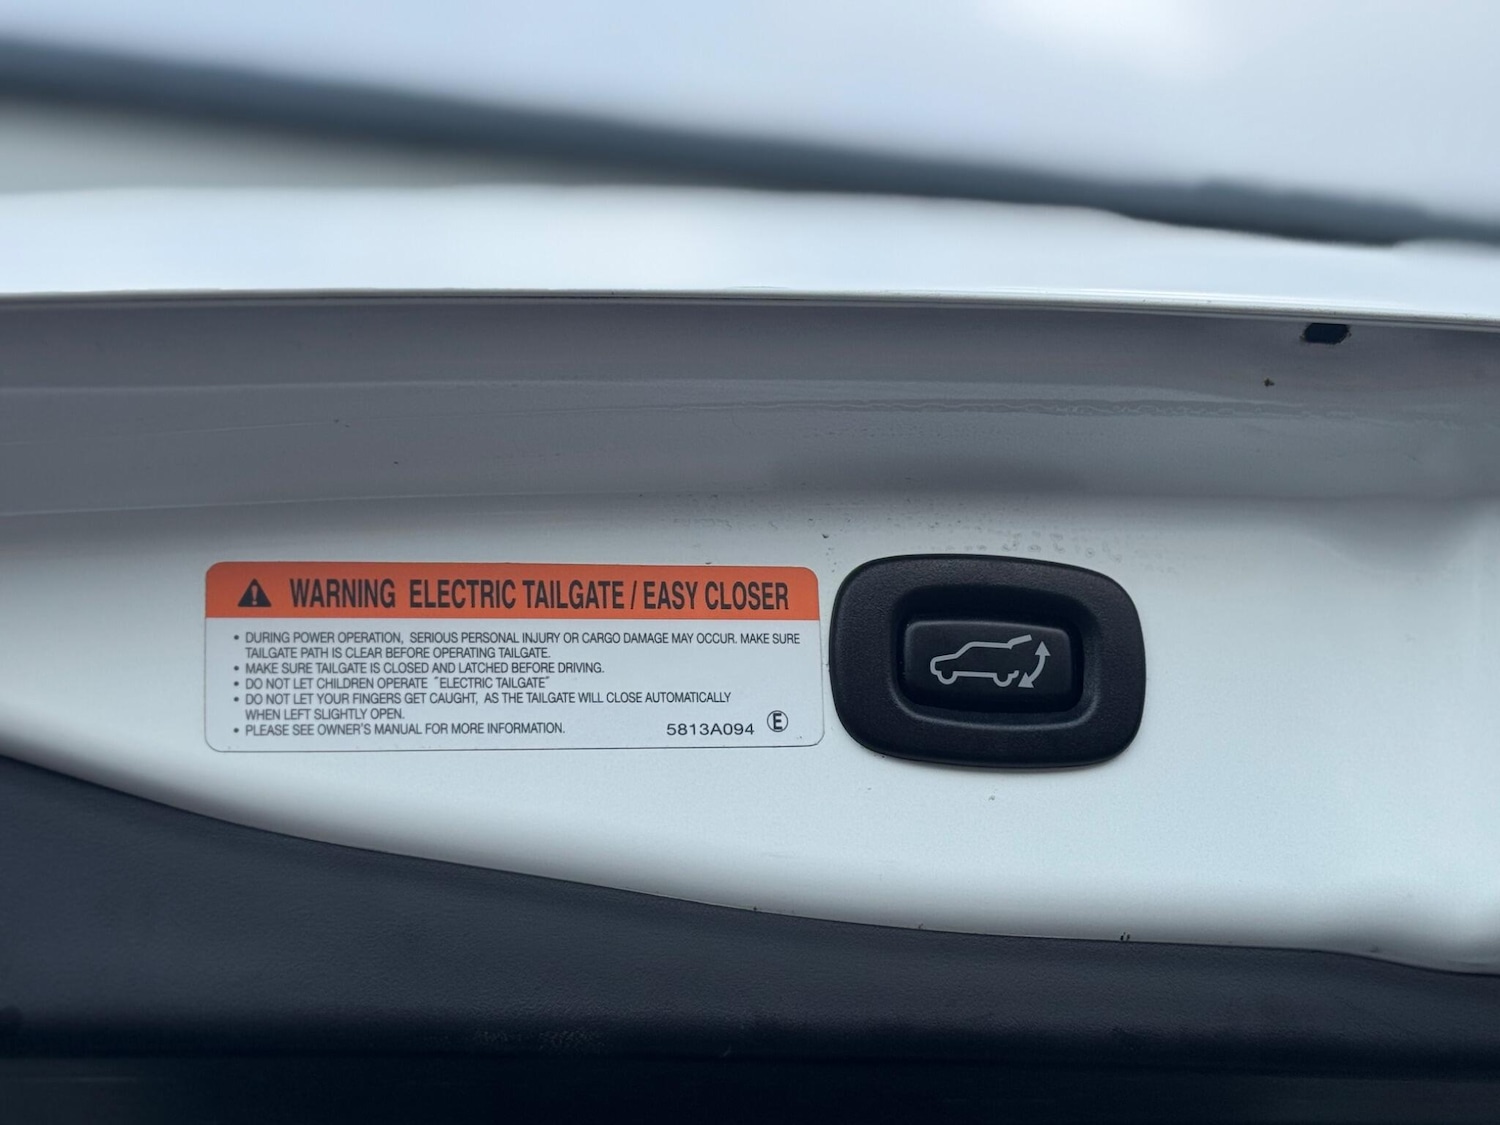 WARNING ELECTRIC TAILGATE / EASY CLOSER
• DURING POWER OPERATION, SERIOUS PERSONAL INJURY OR CARGO DAMAGE MAY OCCUR. MAKE SURE
TAILGATE PATH IS CLEAR BEFORE OPERATING TAILGATE.
• MAKE SURE TAILGATE IS CLOSED AND LATCHED BEFORE DRIVING.
• DO NOT LET CHILDREN OPERATE "ELECTRIC TAILGATE"
• DO NOT LET YOUR FINGERS GET CAUGHT, AS THE TAILGATE WILL CLOSE AUTOMATICALLY
WHEN LEFT SLIGHTLY OPEN.
• PLEASE SEE OWNER'S MANUAL FOR MORE INFORMATION.
5813A094 Ⓔ